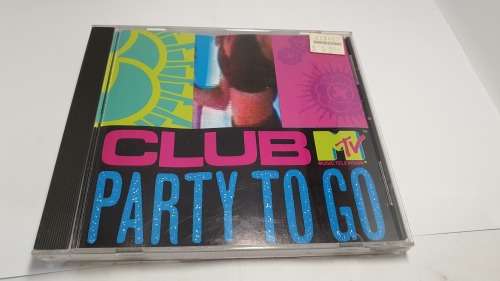 CLUB MTV
MUSIC TELEVISION
PARTY TO GO